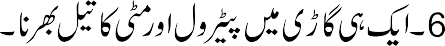 6۔ایک ہی گاڑی میں پیٹرول اور مٹی کا تیل بھرنا۔